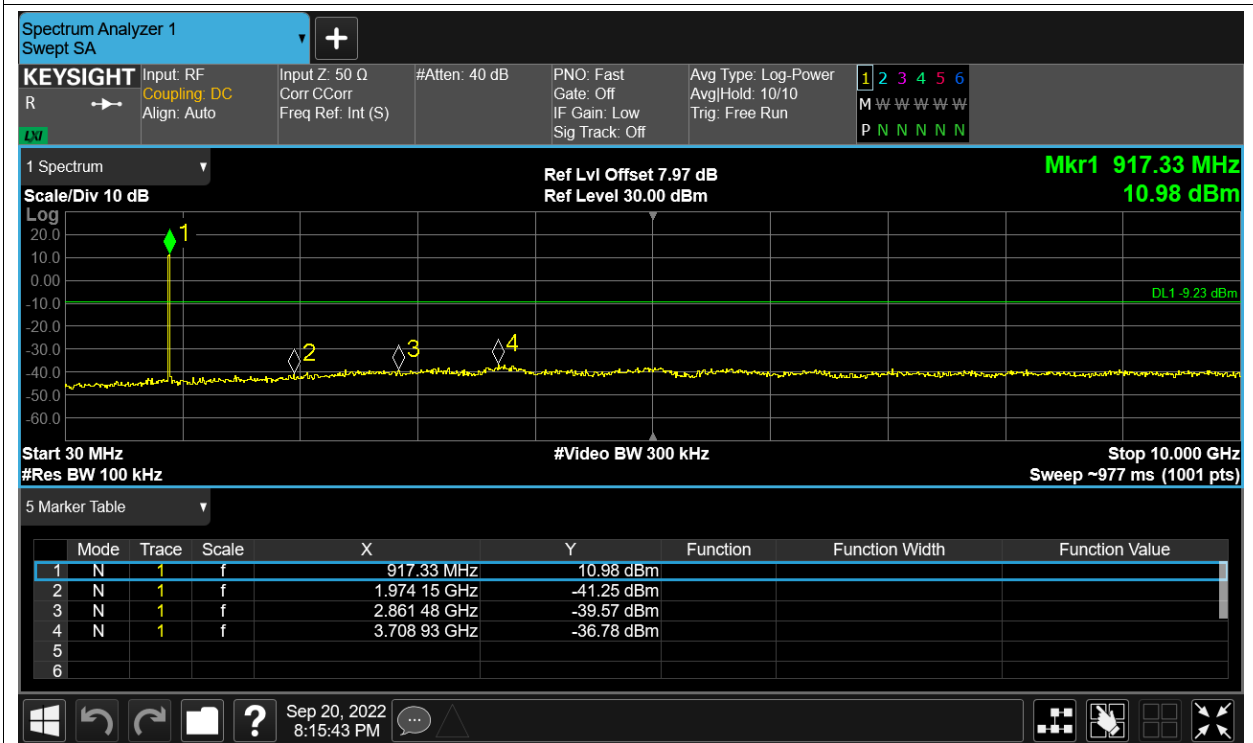 Spectrum Analyzer 1
Swept SA
KEYSIGHT
R
LXI
Input: RF
Coupling: DC
Align: Auto
Input Z: 50 Ω
Corr CCorr
Freq Ref: Int (S)
#Atten: 40 dB
PNO: Fast
Gate: Off
IF Gain: Low
Sig Track: Off
Avg Type: Log-Power
Avg|Hold: 10/10
Trig: Free Run
1 2 3 4 5 6
M W W W W W W
P N N N N N N
1 Spectrum
Scale/Div 10 dB
Ref Lvl Offset 7.97 dB
Ref Level 30.00 dBm
Mkr1 917.33 MHz
10.98 dBm
Log
20.0
10.0
0.00
-10.0
-20.0
-30.0
-40.0
-50.0
-60.0
1
2
3
4
DL1 -9.23 dBm
Start 30 MHz
#Video BW 300 kHz
Stop 10.000 GHz
#Res BW 100 kHz
Sweep ~977 ms (1001 pts)
5 Marker Table
Mode Trace Scale X Y Function Function Width Function Value
1 N 1 f 917.33 MHz 10.98 dBm
2 N 1 f 1.974 15 GHz -41.25 dBm
3 N 1 f 2.861 48 GHz -39.57 dBm
4 N 1 f 3.708 93 GHz -36.78 dBm
5
6
?
Sep 20, 2022
8:15:43 PM